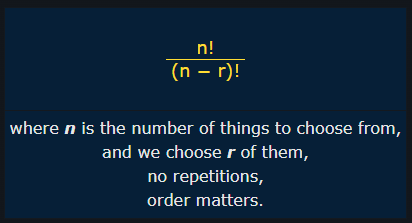 n!
(n − r)!
where n is the number of things to choose from,
and we choose r of them,
no repetitions,
order matters.